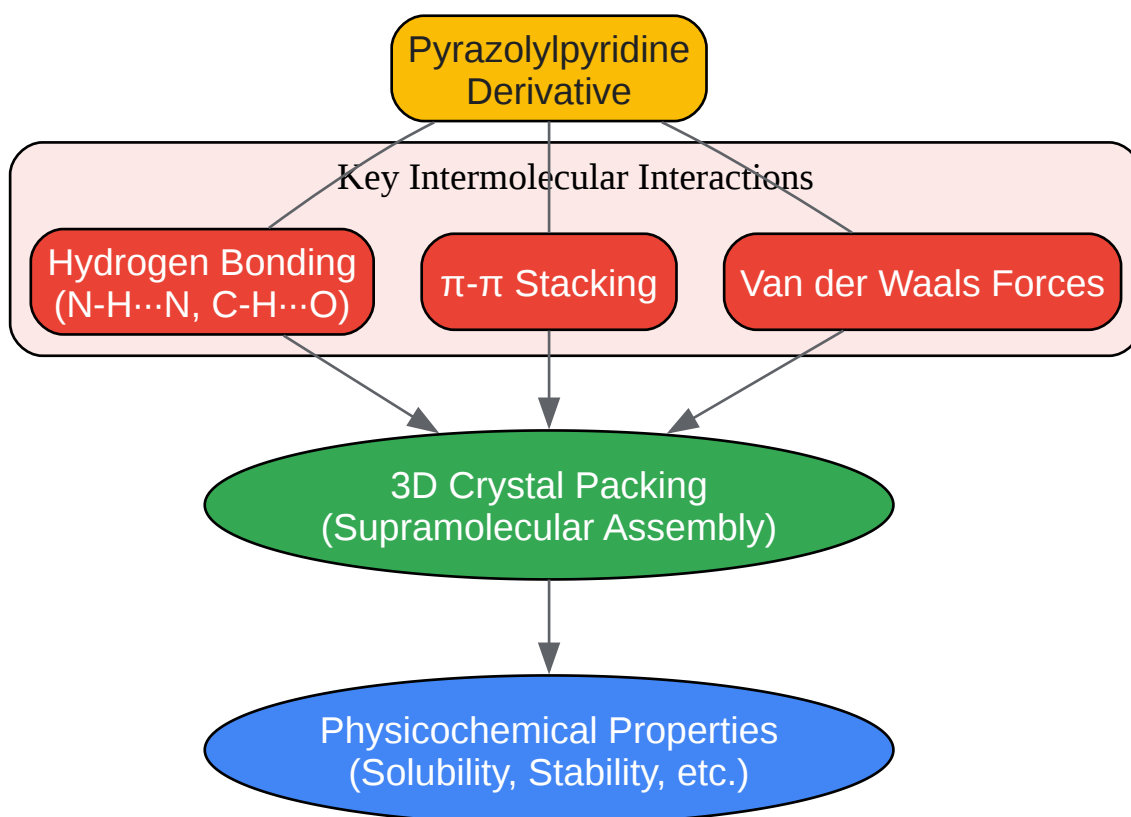 Pyrazolylpyridine
Derivative
Key Intermolecular Interactions
Hydrogen Bonding
(N-H···N, C-H···O)
π-π Stacking
Van der Waals Forces
3D Crystal Packing
(Supramolecular Assembly)
Physicochemical Properties
(Solubility, Stability, etc.)